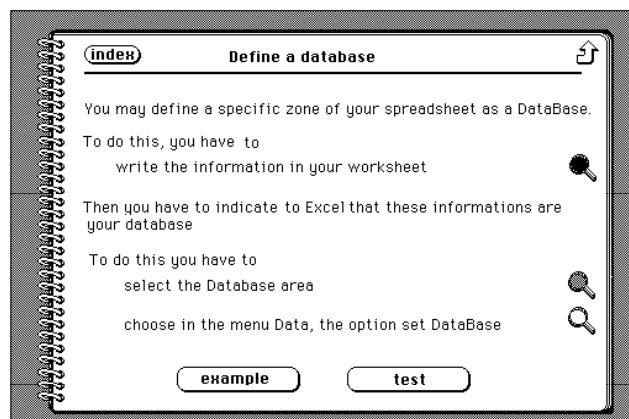 index
Define a database
You may define a specific zone of your spreadsheet as a DataBase.
To do this, you have to
write the information in your worksheet
Then you have to indicate to Excel that these informations are
your database
To do this you have to
select the Database area
choose in the menu Data, the option set DataBase
example
test